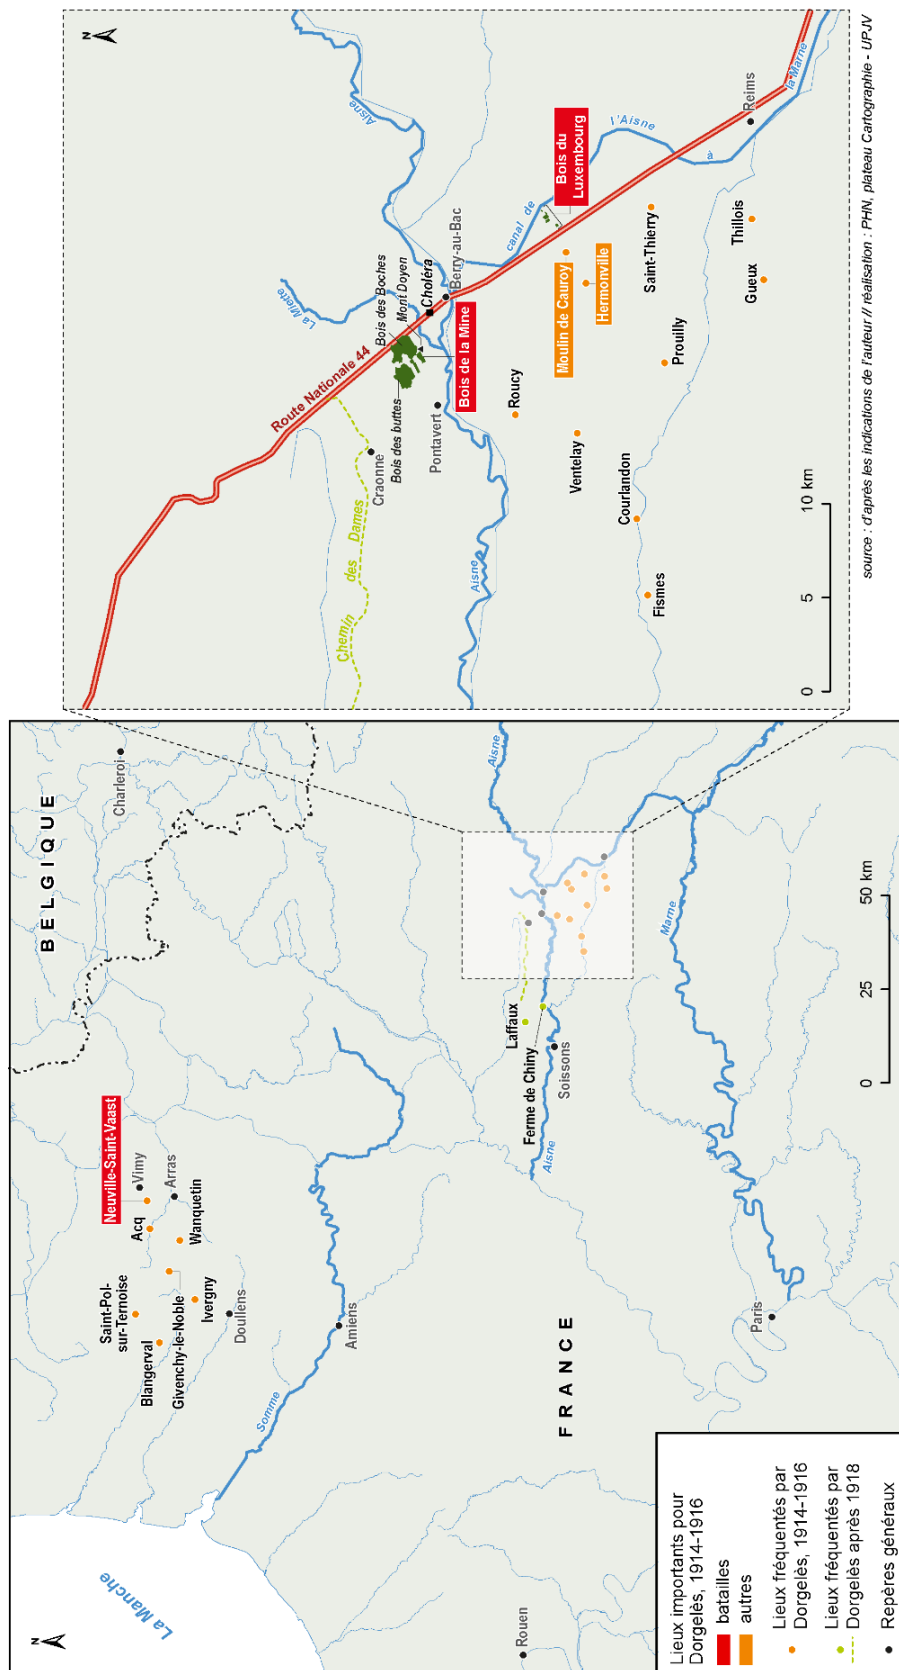 N
La Manche
BELGIQUE
Charleroi
Neuville-Saint-Vaast
Vimy
Acq
Arras
Wanquetin
Saint-Pol-
sur-Ternoise
Blangerval
Givenchy-le-Noble
Ivergny
Doullens
Amiens
Somme
FRANCE
Rouen
Paris
Marne
Aisne
Aisne
Laffaux
Ferme de Chiny
Soissons
0
25
50 km
Lieux importants pour
Dorgelès, 1914-1916
batailles
autres
Lieux fréquentés par
Dorgelès, 1914-1916
Lieux fréquentés par
Dorgelès après 1918
Repères généraux
N
Route Nationale 44
Chemin des Dames
Craonne
La Miette
Aisne
Bois des Boches
Mont Doyen
Choléra
Bois des buttes
Berry-au-Bac
Bois de la Mine
Pontavert
Aisne
Roucy
Ventelay
Moulin de Cauroy
Hermonville
canal de l'Aisne à la Marne
Bois du
Luxembourg
Saint-Thierry
Prouilly
Courlandon
Fismes
Thillois
Gueux
Reims
0
5
10 km
source : d'après les indications de l'auteur // réalisation : PHN, plateau Cartographie - UPJV